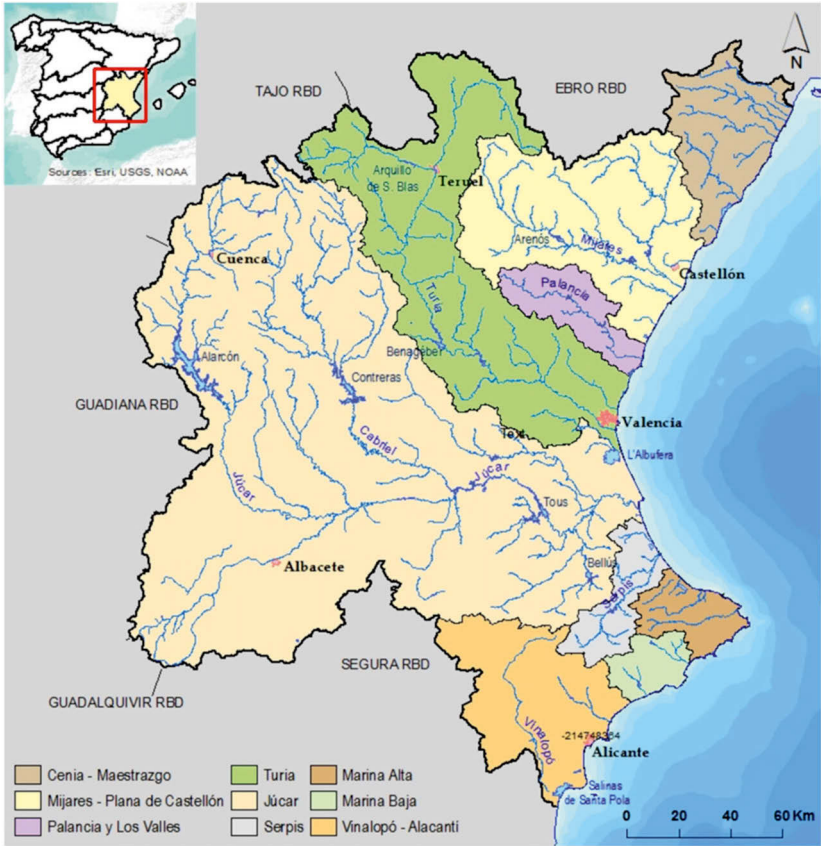 Sources: Esri, USGS, NOAA
N
TAJO RBD
EBRO RBD
Arquillo
de S. Blas
Teruel
Arenós
Mijares
Cuenca
Castellón
Palancia
Turia
Alarcón
Benagéber
Contreras
GUADIANA RBD
Valencia
Cabriel
L'Albufera
Júcar
Júcar
Tous
Albacete
Bellús
Serpis
SEGURA RBD
GUADALQUIVIR RBD
Vinalopó
-214748364
Alicante
Salinas
de Santa Pola
Cenia - Maestrazgo
Turia
Marina Alta
Mijares - Plana de Castellón
Júcar
Marina Baja
Palancia y Los Valles
Serpis
Vinalopó - Alacantí
0 20 40 60 Km